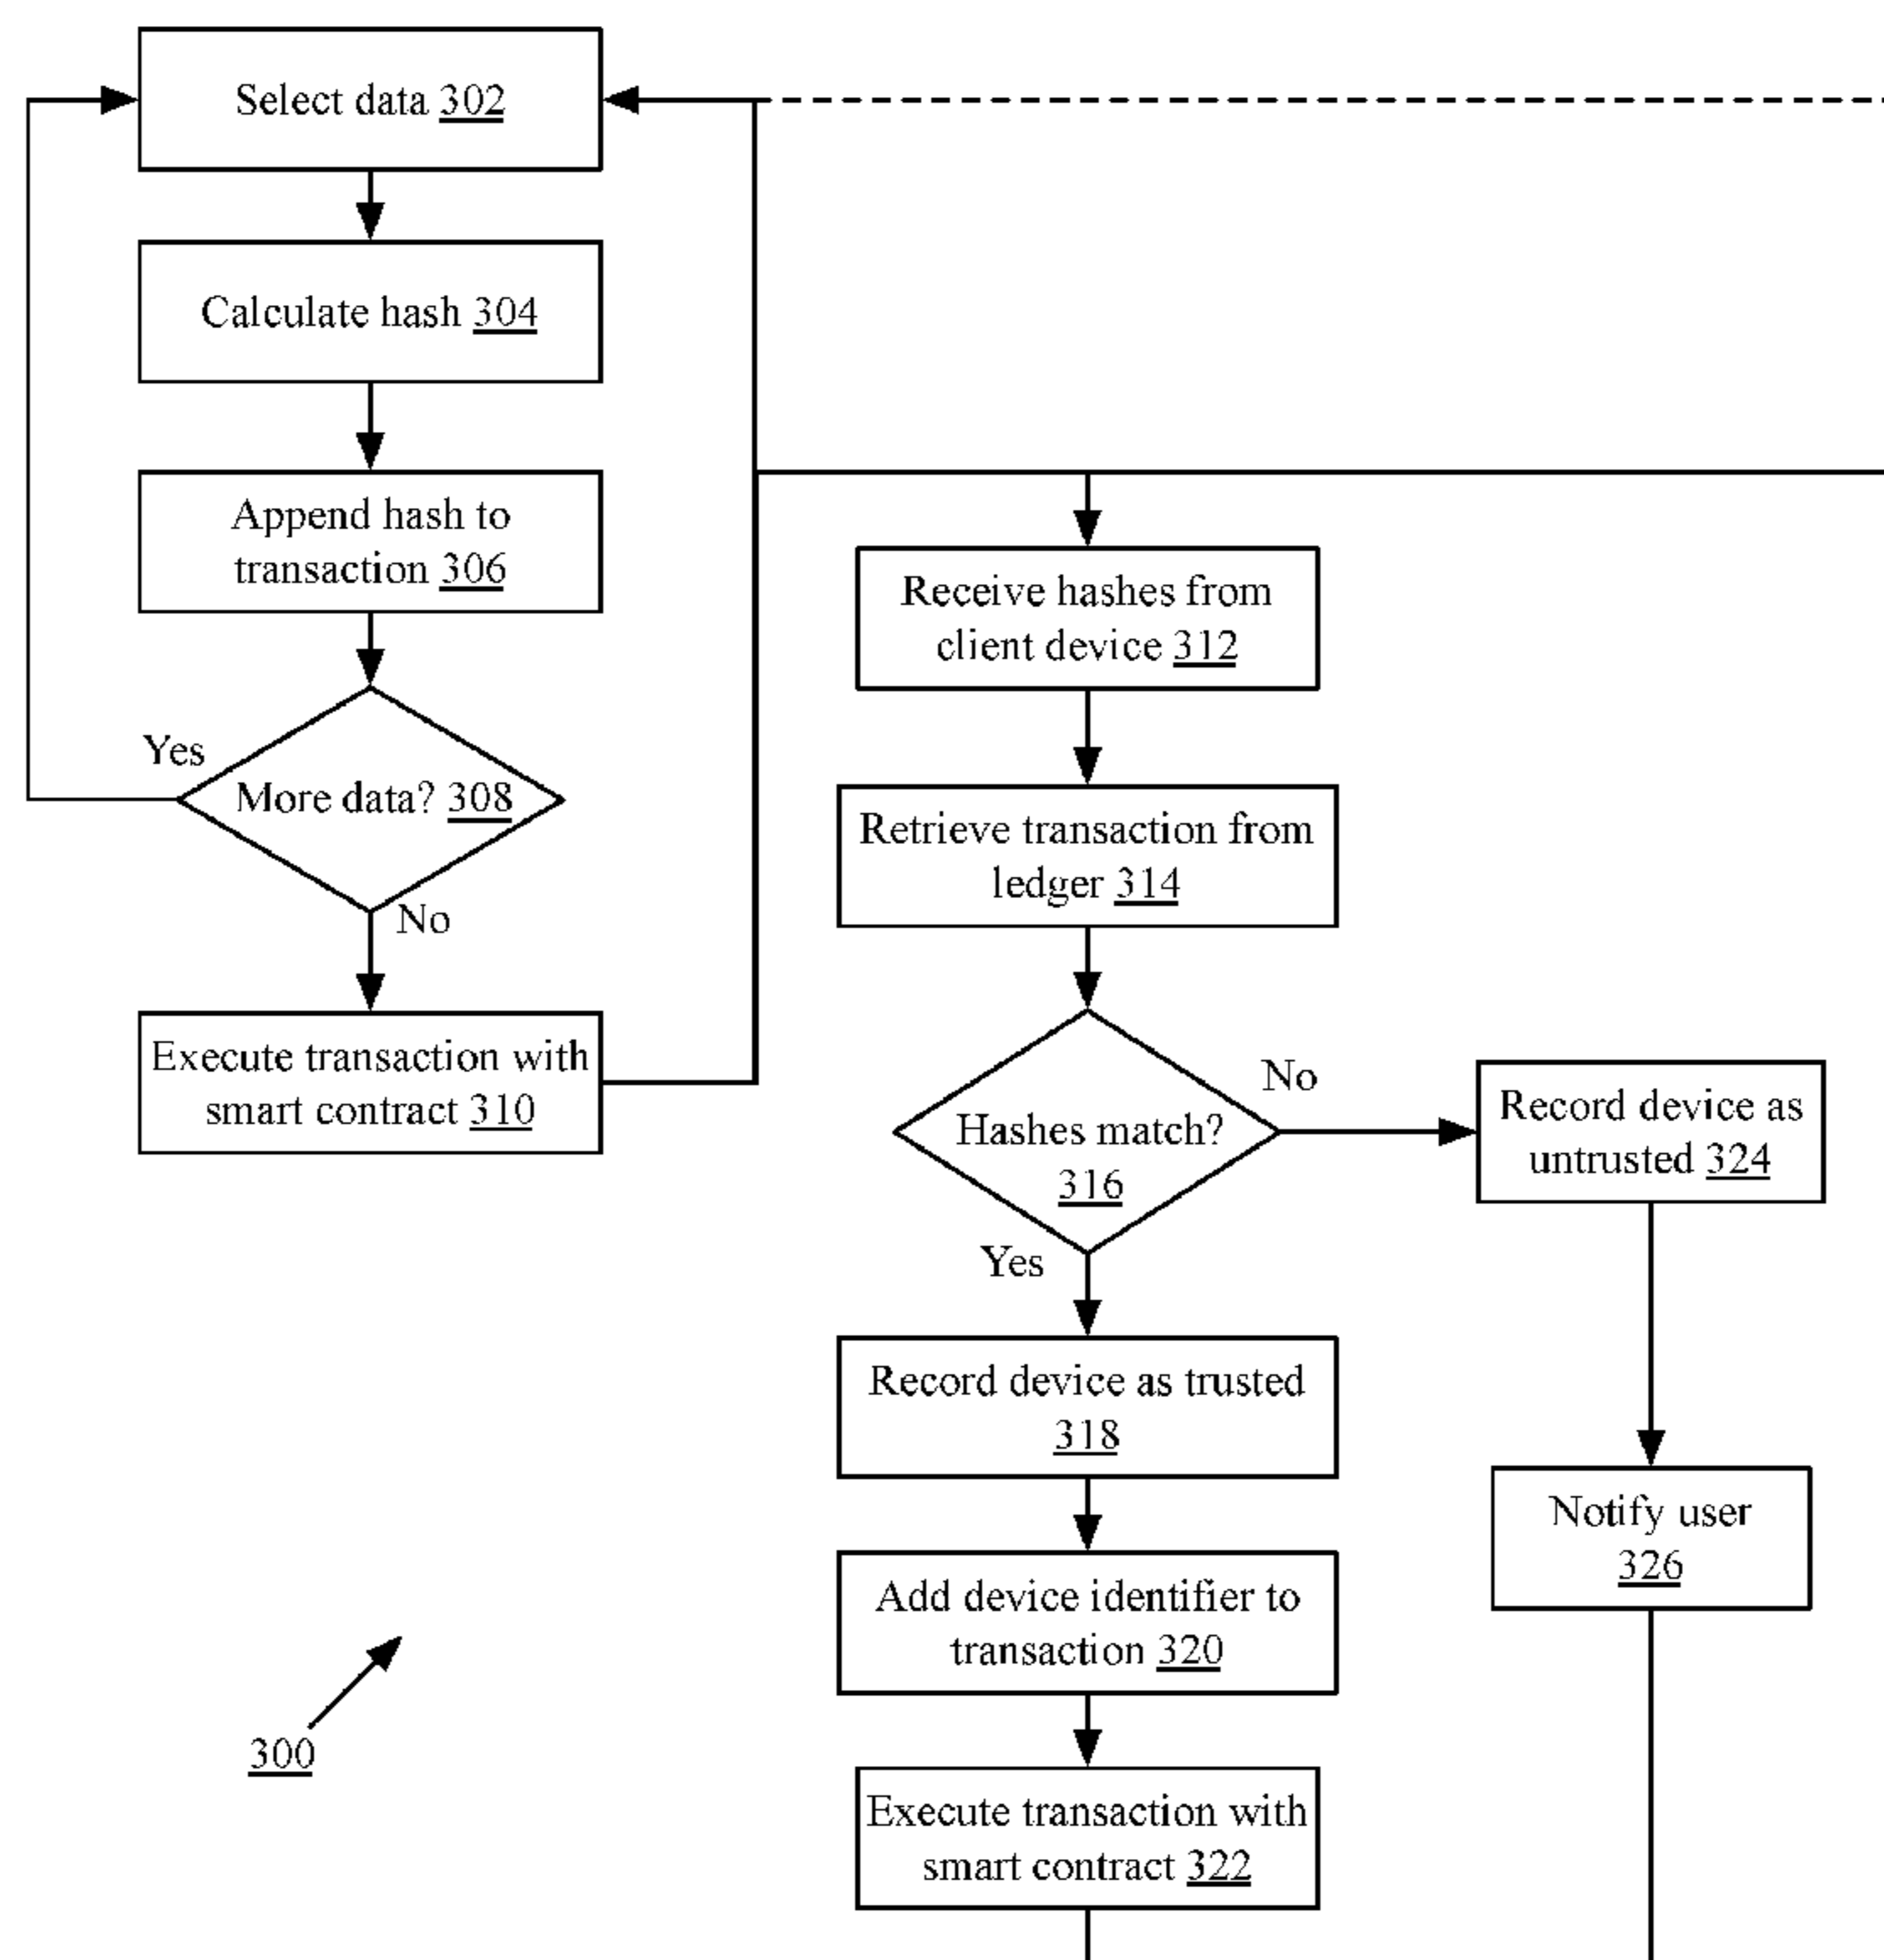 Select data 302
Calculate hash 304
Append hash to
transaction 306
Yes
More data? 308
No
Execute transaction with
smart contract 310
Receive hashes from
client device 312
Retrieve transaction from
ledger 314
Hashes match?
316
No
Yes
Record device as
untrusted 324
Notify user
326
Record device as trusted
318
Add device identifier to
transaction 320
Execute transaction with
smart contract 322
300